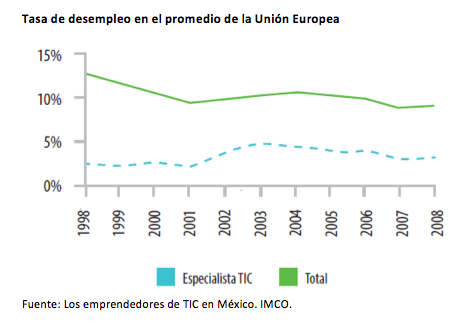 Tasa de desempleo en el promedio de la Unión Europea
15%
10%
5%
0%
1998 1999 2000 2001 2002 2003 2004 2005 2006 2007 2008
Especialista TIC Total
Fuente: Los emprendedores de TIC en México. IMCO.